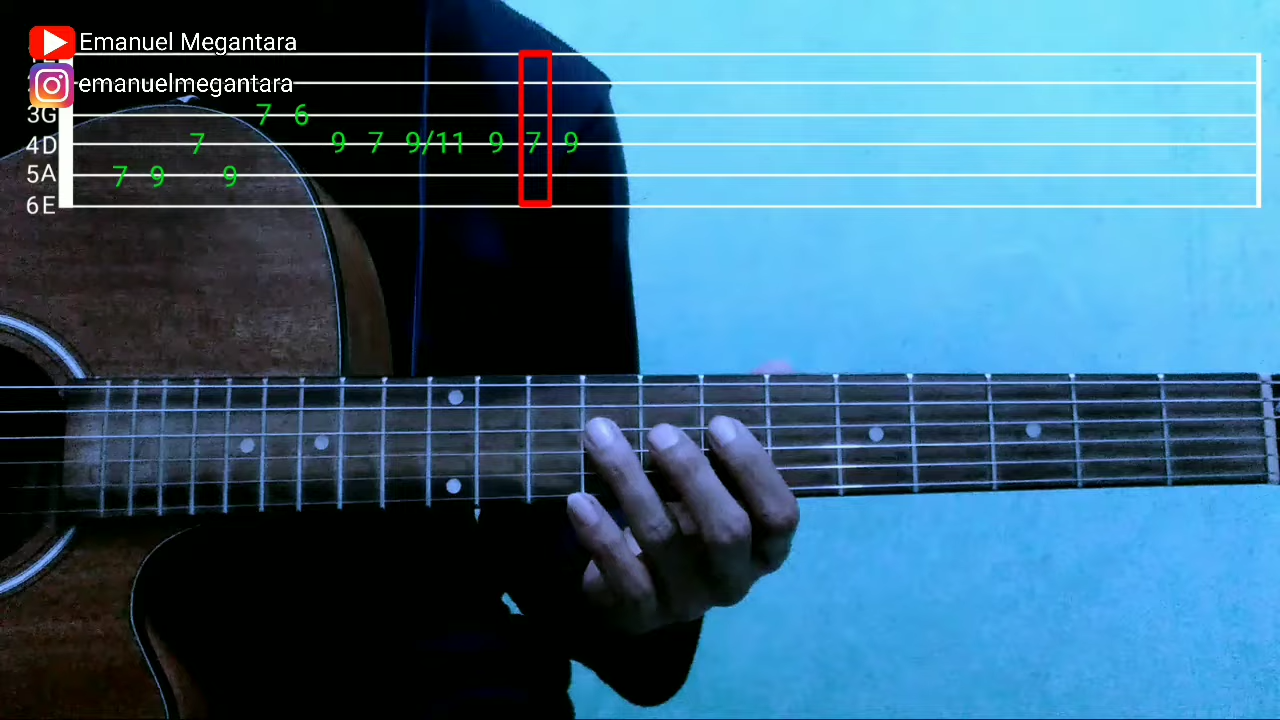 Emanuel Megantara
emanuelmegantara
3G 7 6
4D 7 9 7 9/11 9 7 9
5A 7 9 9
6E